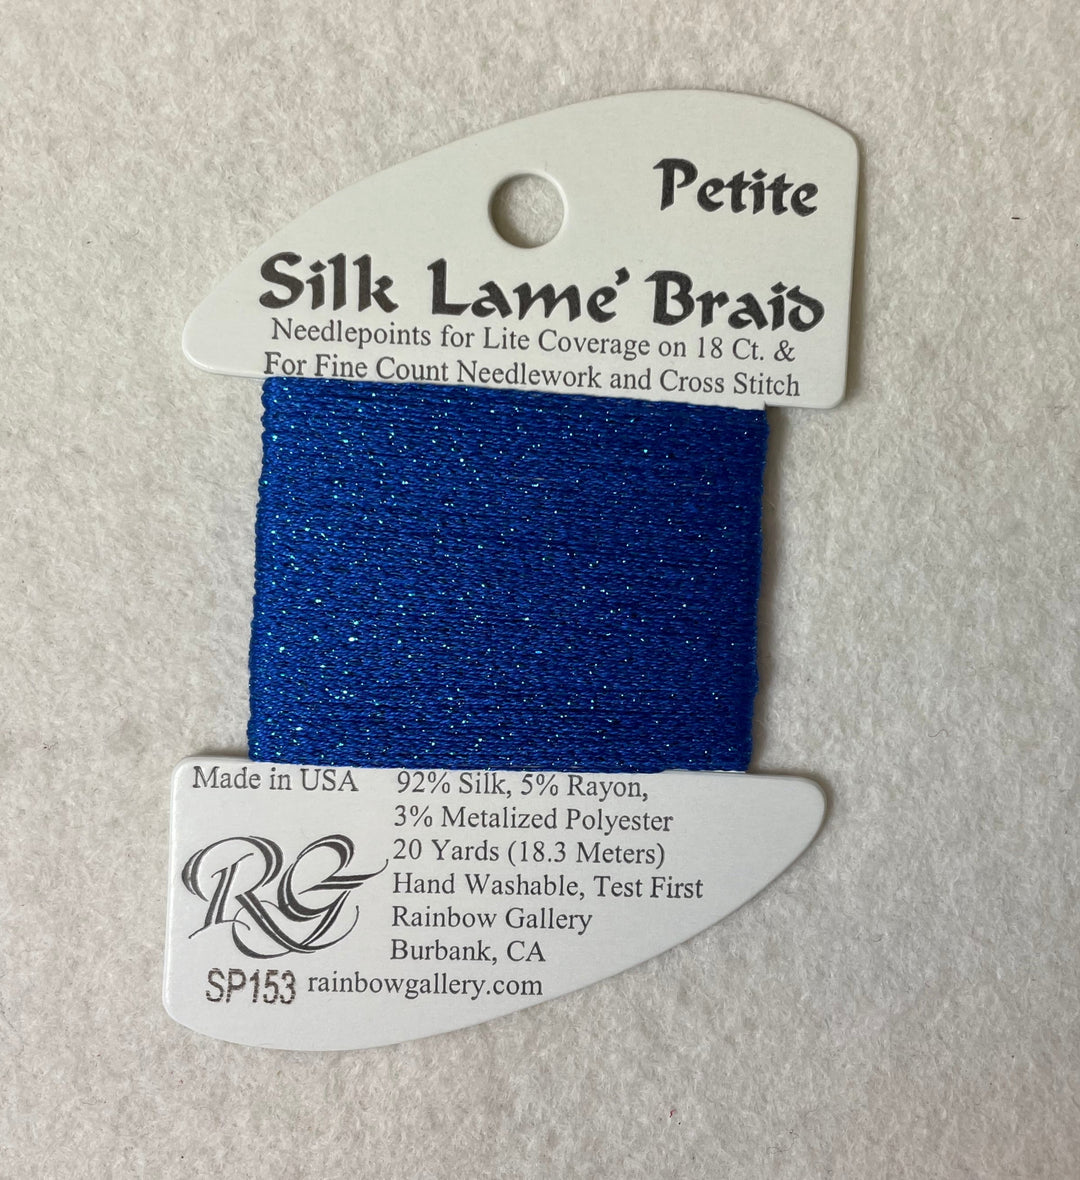 Petite
Silk Lame' Braid
Needlepoints for Lite Coverage on 18 Ct. &
For Fine Count Needlework and Cross Stitch
Made in USA
92% Silk, 5% Rayon,
3% Metalized Polyester
20 Yards (18.3 Meters)
Hand Washable, Test First
Rainbow Gallery
Burbank, CA
RG
SP153 rainbowgallery.com